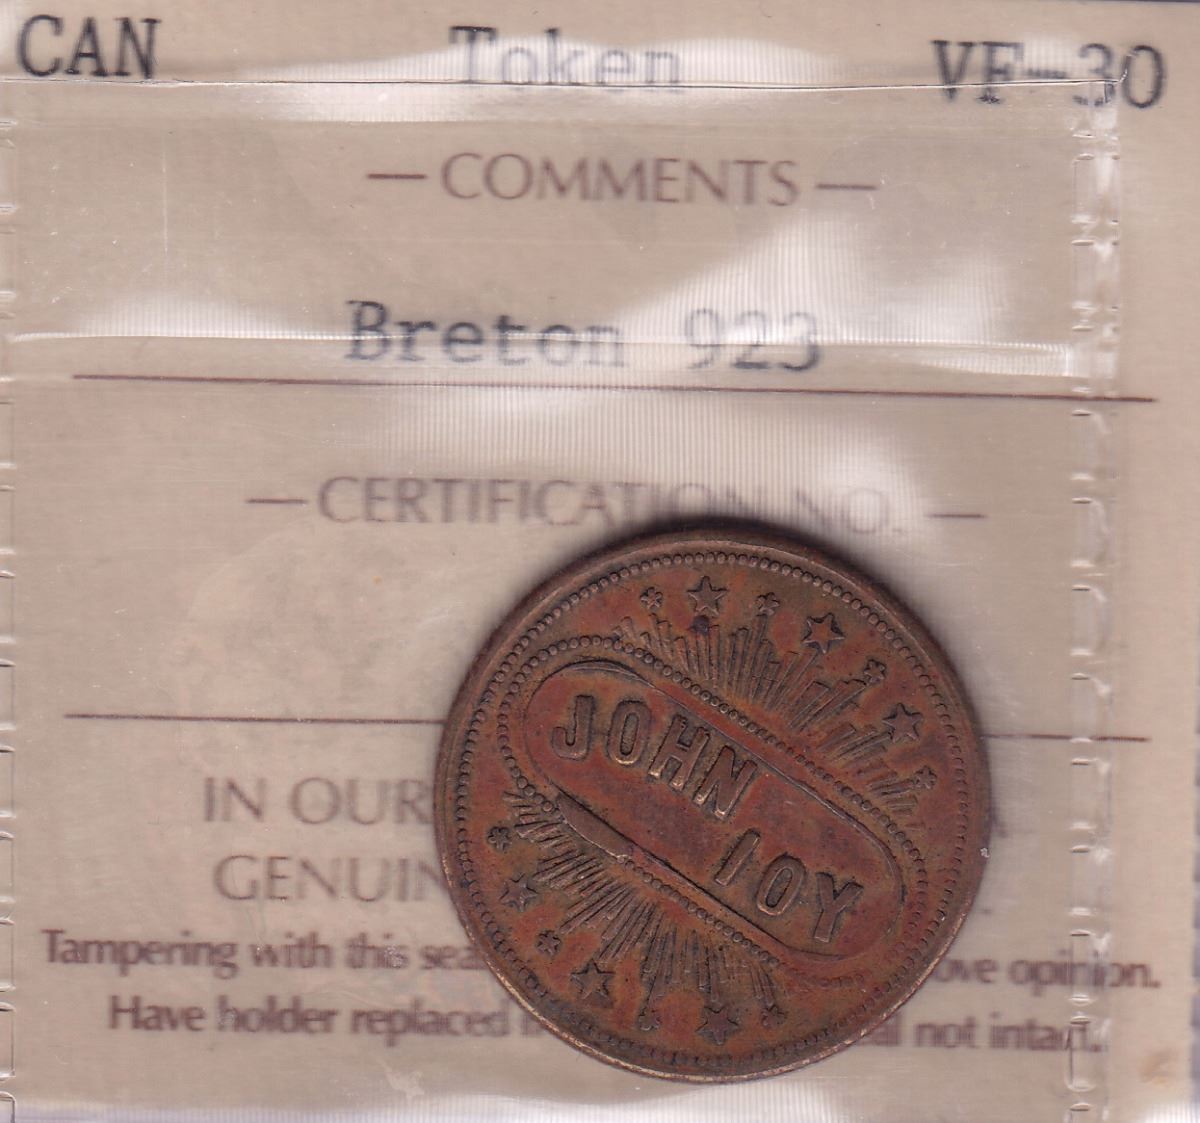 CAN Token VF-30
— COMMENTS —
Breton 923
— CERTIFICATION NO. —
JOHN IOY
IN OUR
GENUIN
Tampering with this sea ove opinion.
Have holder replaced al not intact.